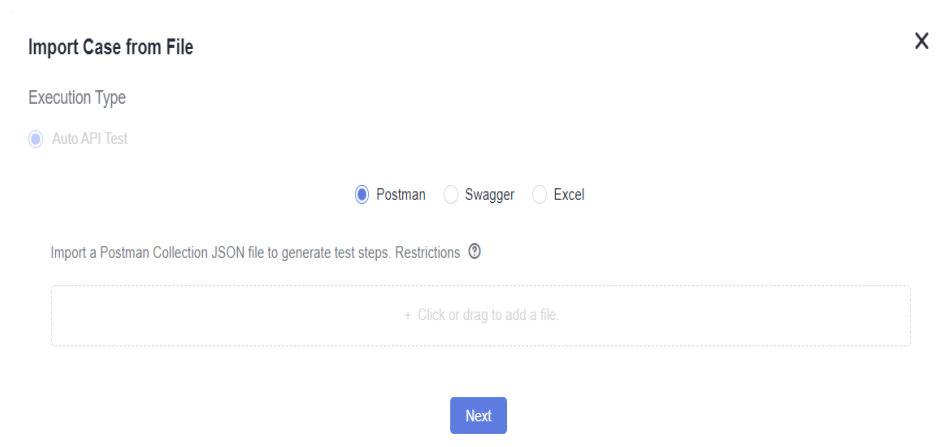 Import Case from File
X
Execution Type
Auto API Test
Postman Swagger Excel
Import a Postman Collection JSON file to generate test steps. Restrictions ?
+ Click or drag to add a file.
Next